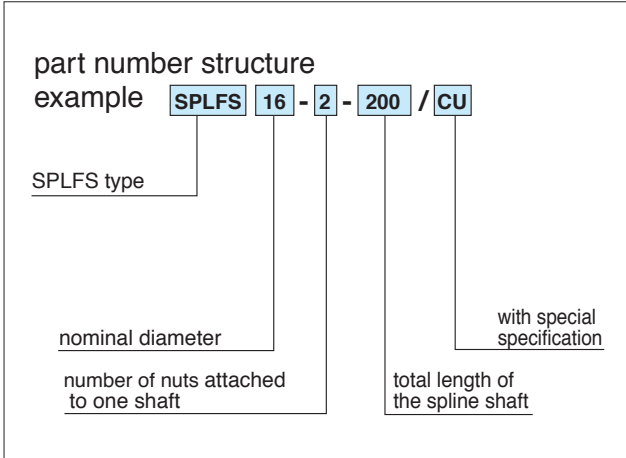 part number structure
example SPLFS 16 - 2 - 200 / CU
SPLFS type
with special
specification
nominal diameter
number of nuts attached
to one shaft
total length of
the spline shaft